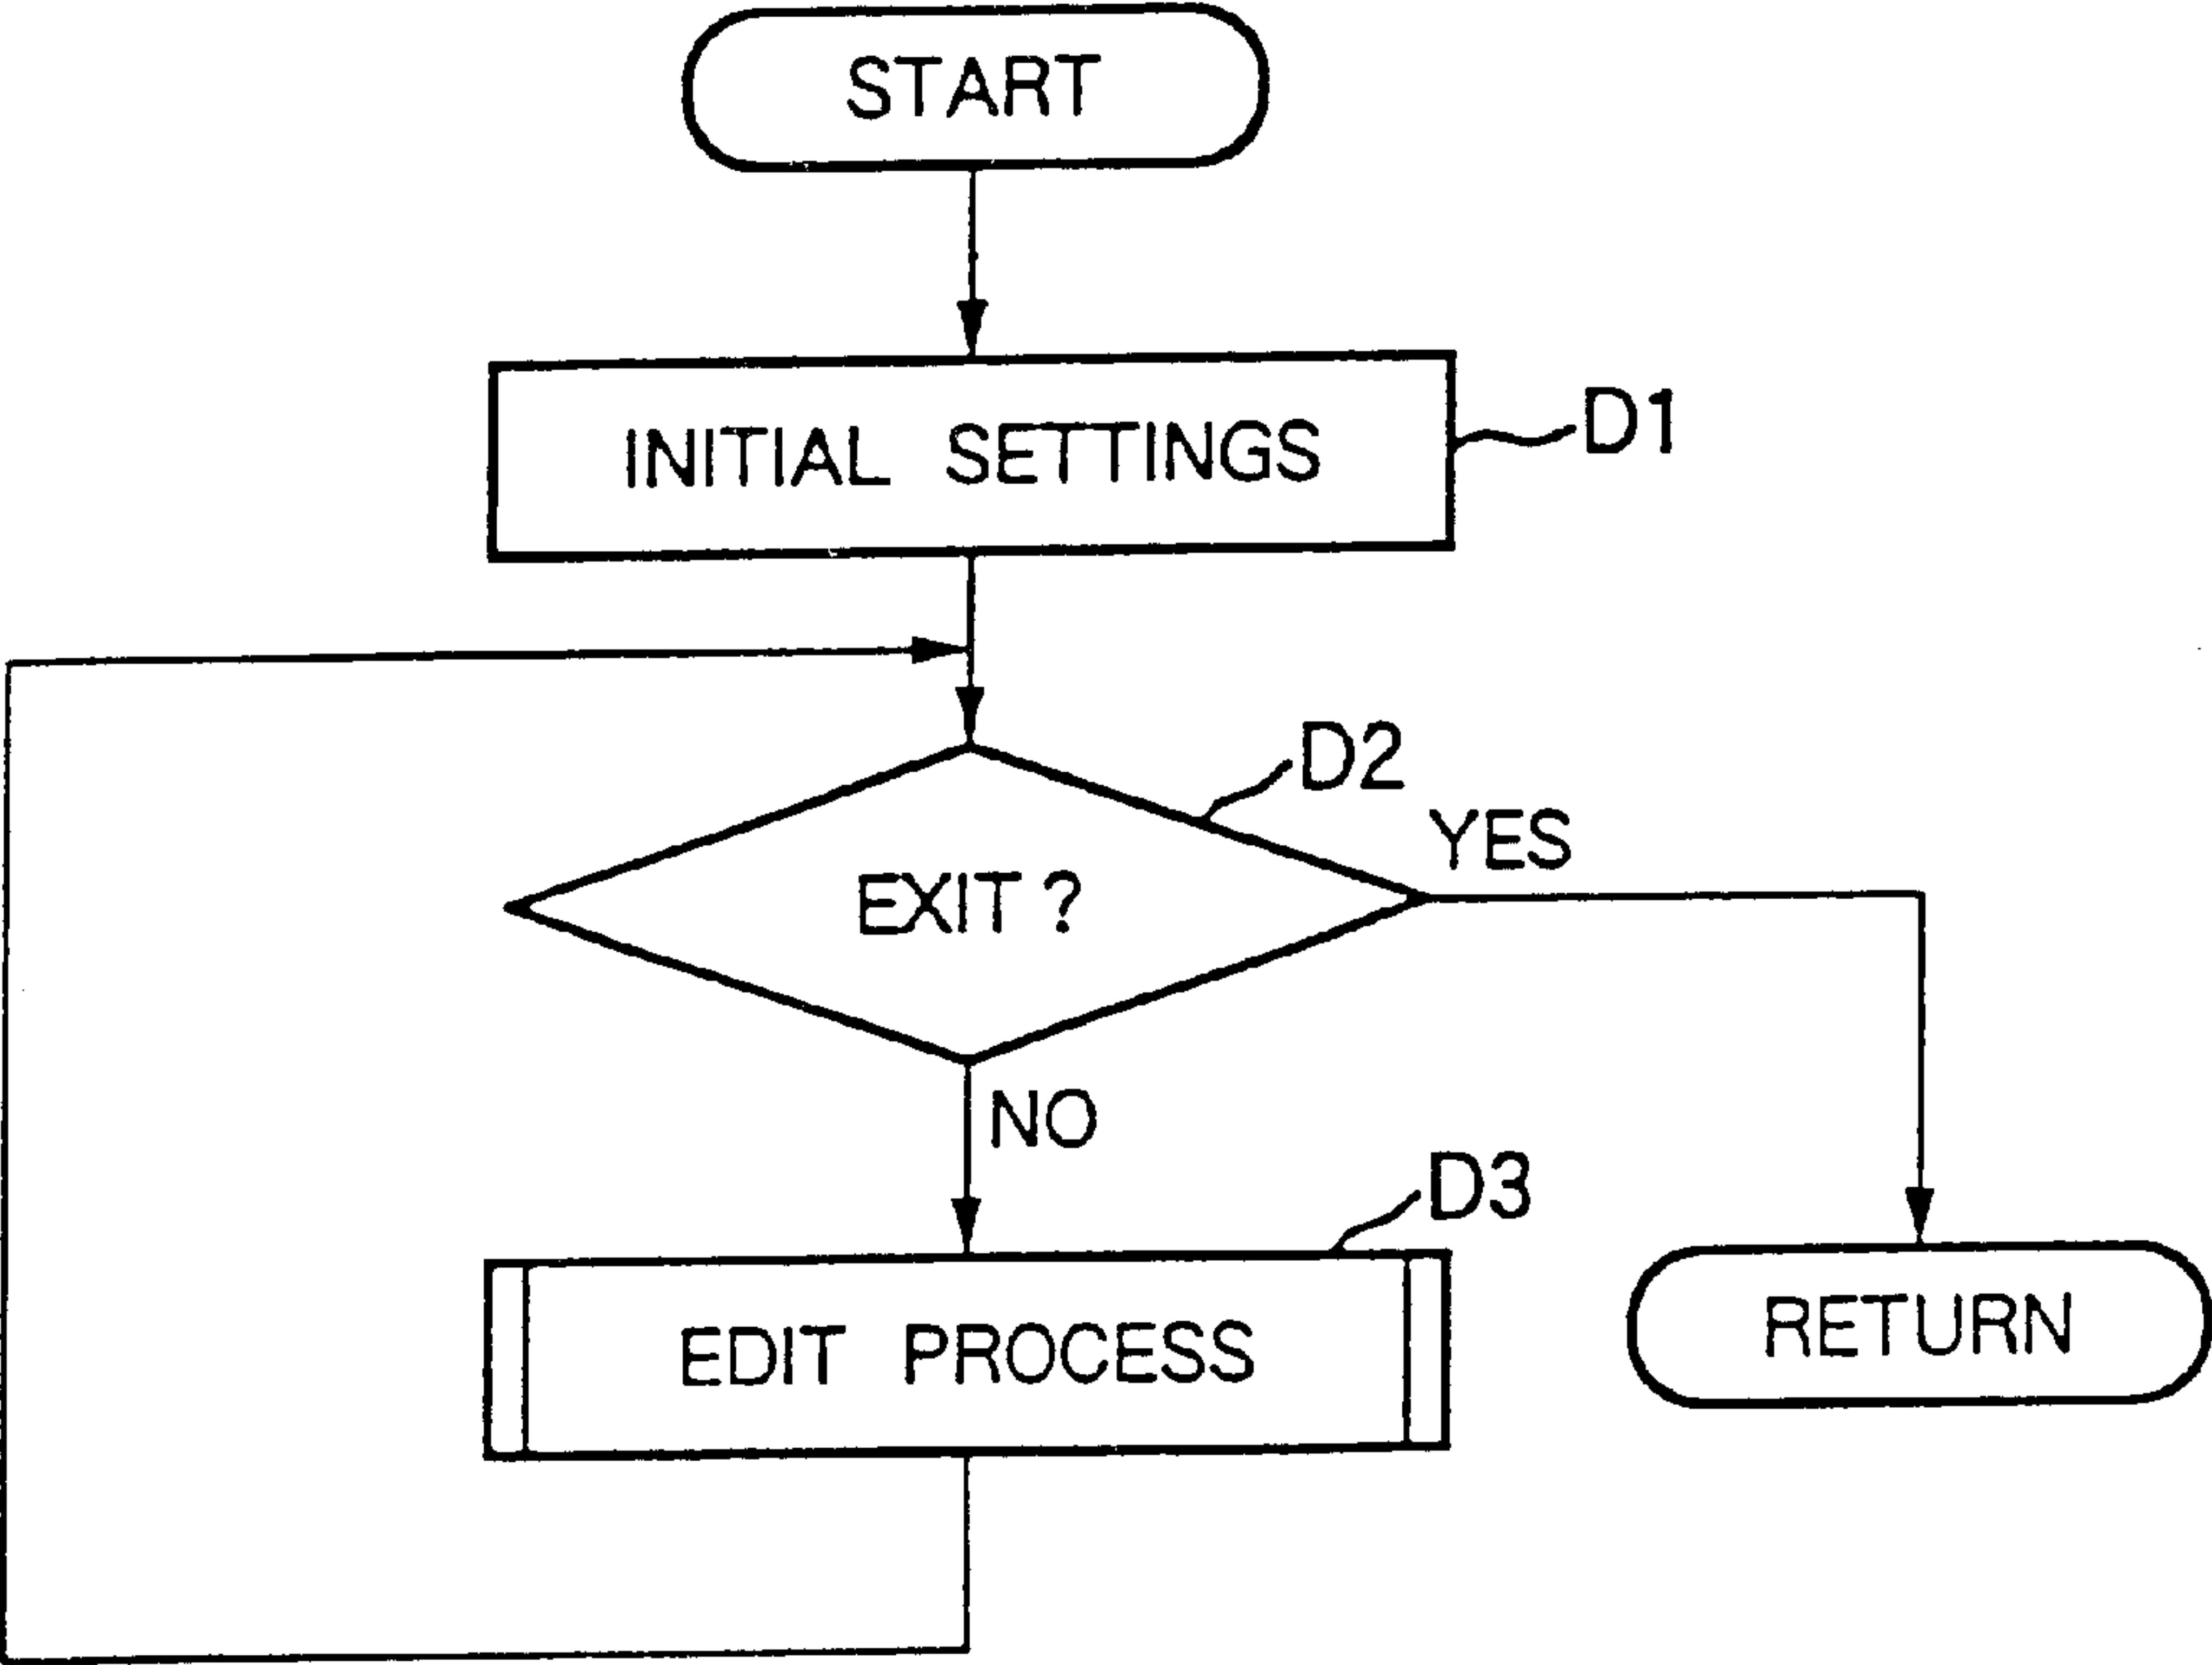 START
INITIAL SETTINGS
D1
D2
YES
EXIT ?
NO
D3
EDIT PROCESS
RETURN